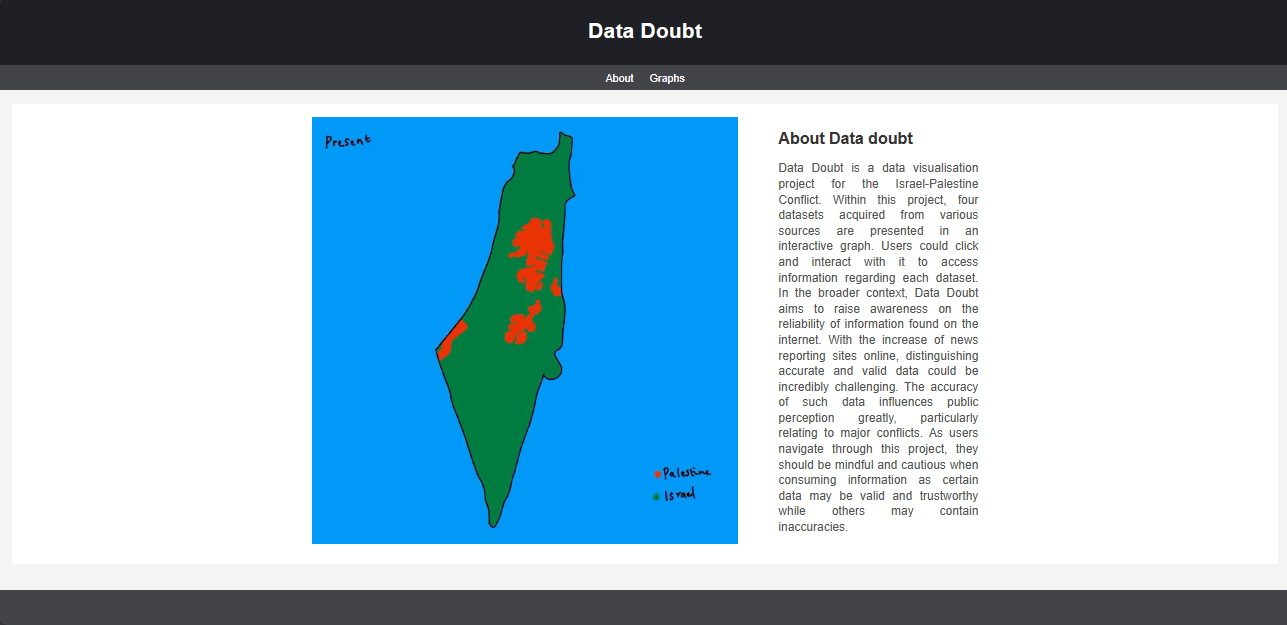 Data Doubt
About Graphs
Present
Palestine
Israel
About Data doubt
Data Doubt is a data visualisation
project for the Israel-Palestine
Conflict. Within this project, four
datasets acquired from various
sources are presented in an
interactive graph. Users could click
and interact with it to access
information regarding each dataset.
In the broader context, Data Doubt
aims to raise awareness on the
reliability of information found on the
internet. With the increase of news
reporting sites online, distinguishing
accurate and valid data could be
incredibly challenging. The accuracy
of such data influences public
perception greatly, particularly
relating to major conflicts. As users
navigate through this project, they
should be mindful and cautious when
consuming information as certain
data may be valid and trustworthy
while others may contain
inaccuracies.